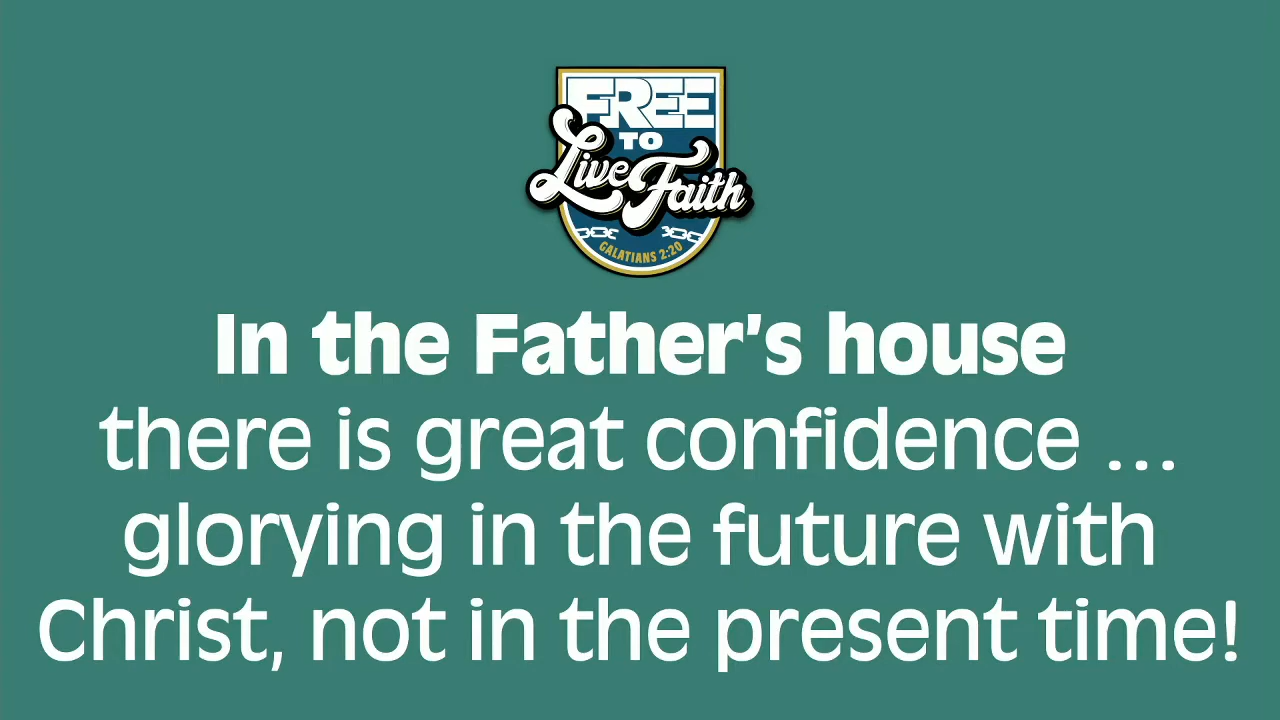 FREE
TO
Live Faith
GALATIANS 2:20
In the Father’s house
there is great confidence …
glorying in the future with
Christ, not in the present time!